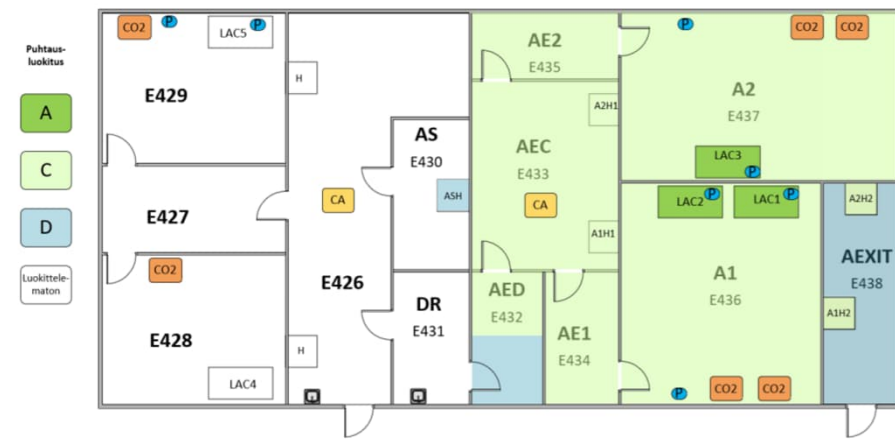 Puhtaus-
luokitus
A
C
D
Luokittele-
maton
CO2
P
LAC5
P
E429
E427
CO2
E428
LAC4
H
CA
E426
H
AS
E430
ASH
DR
E431
AE2
E435
A2H1
AEC
E433
CA
A1H1
AED
E432
AE1
E434
P
CO2
CO2
A2
E437
LAC3
P
LAC2
P
LAC1
P
A1
E436
P
CO2
CO2
A2H2
AEXIT
E438
A1H2